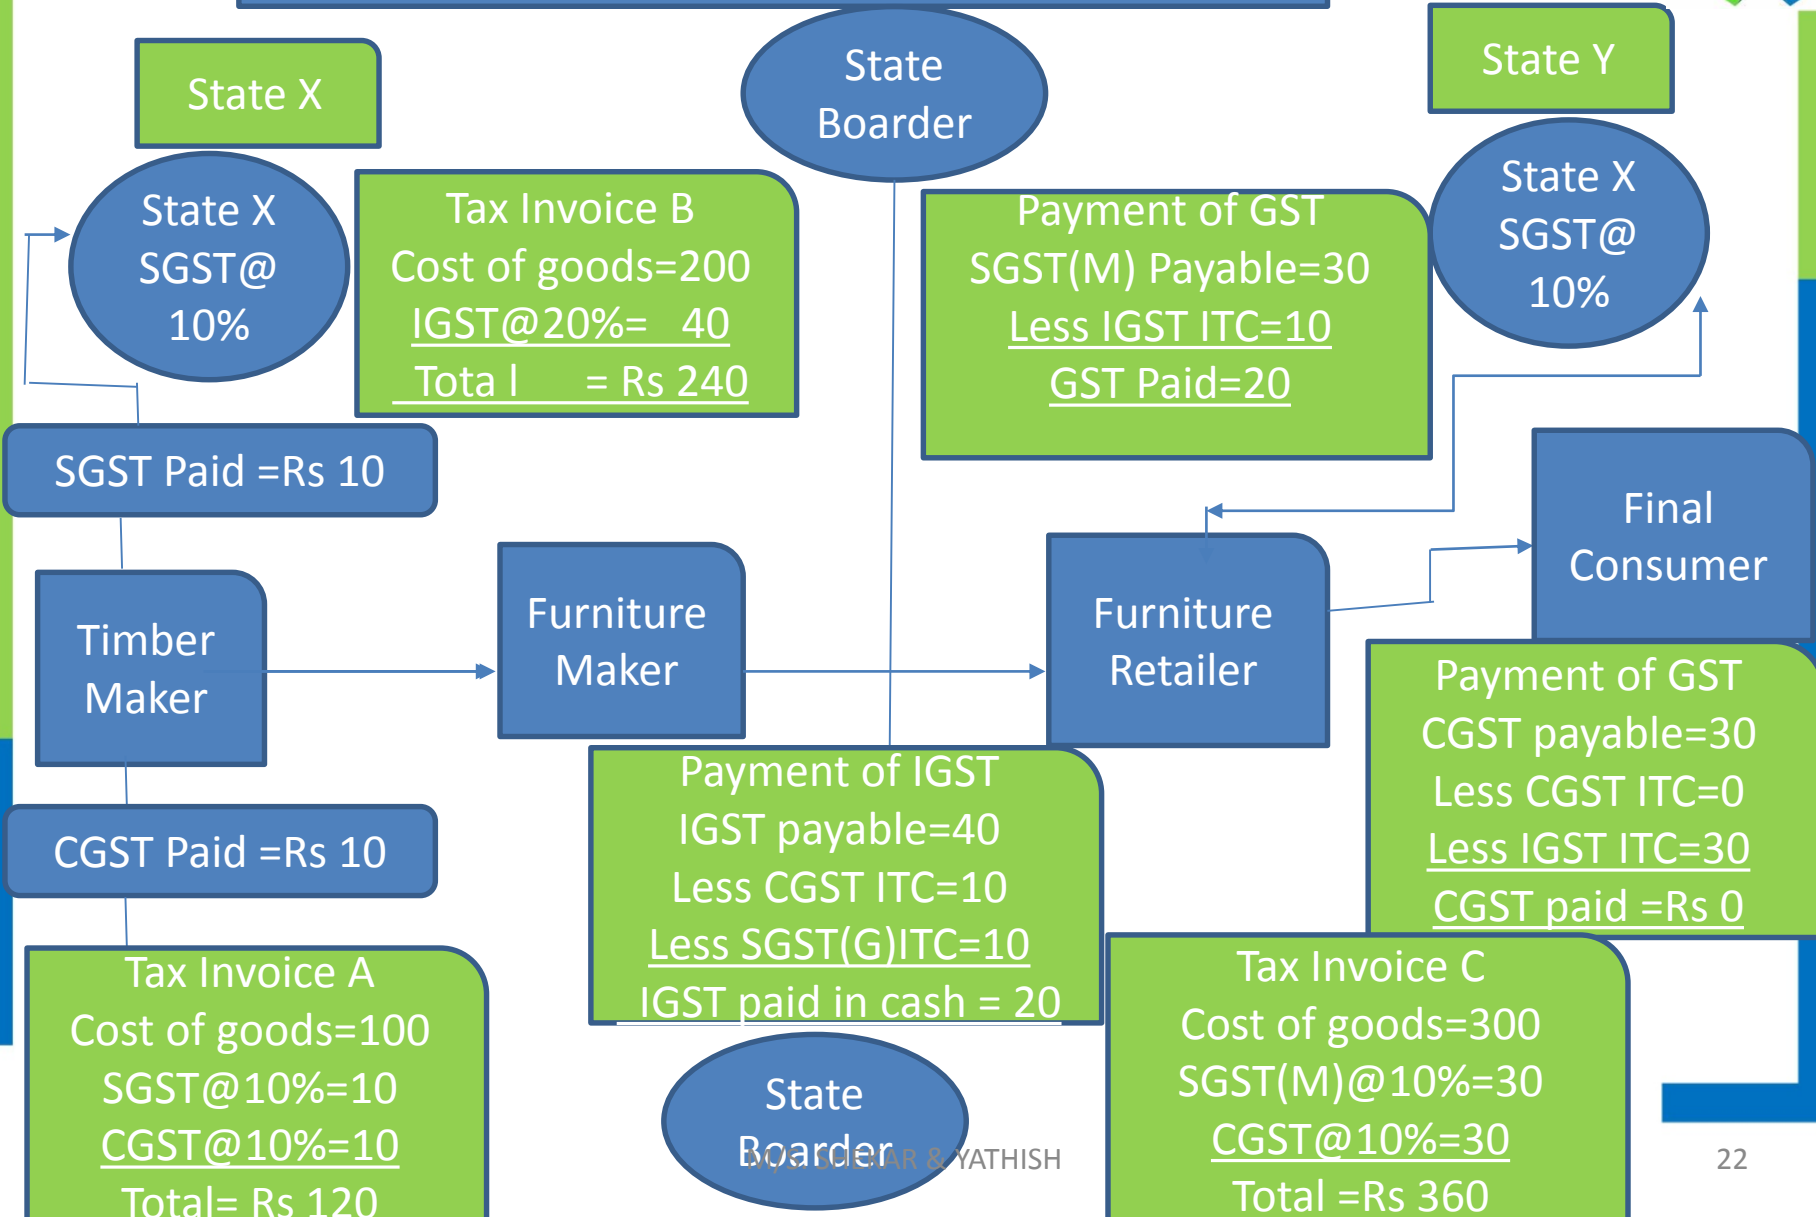 State X
State
Boarder
State Y
State X
SGST@
10%
Tax Invoice B
Cost of goods=200
IGST@20%= 40
Tota l = Rs 240
Payment of GST
SGST(M) Payable=30
Less IGST ITC=10
GST Paid=20
State X
SGST@
10%
SGST Paid =Rs 10
Timber
Maker
Furniture
Maker
Furniture
Retailer
Final
Consumer
CGST Paid =Rs 10
Payment of IGST
IGST payable=40
Less CGST ITC=10
Less SGST(G)ITC=10
IGST paid in cash = 20
Payment of GST
CGST payable=30
Less CGST ITC=0
Less IGST ITC=30
CGST paid =Rs 0
Tax Invoice A
Cost of goods=100
SGST@10%=10
CGST@10%=10
Total= Rs 120
State
Boarder
Tax Invoice C
Cost of goods=300
SGST(M)@10%=30
CGST@10%=30
Total =Rs 360
M/S. SHEKAR & YATHISH
22